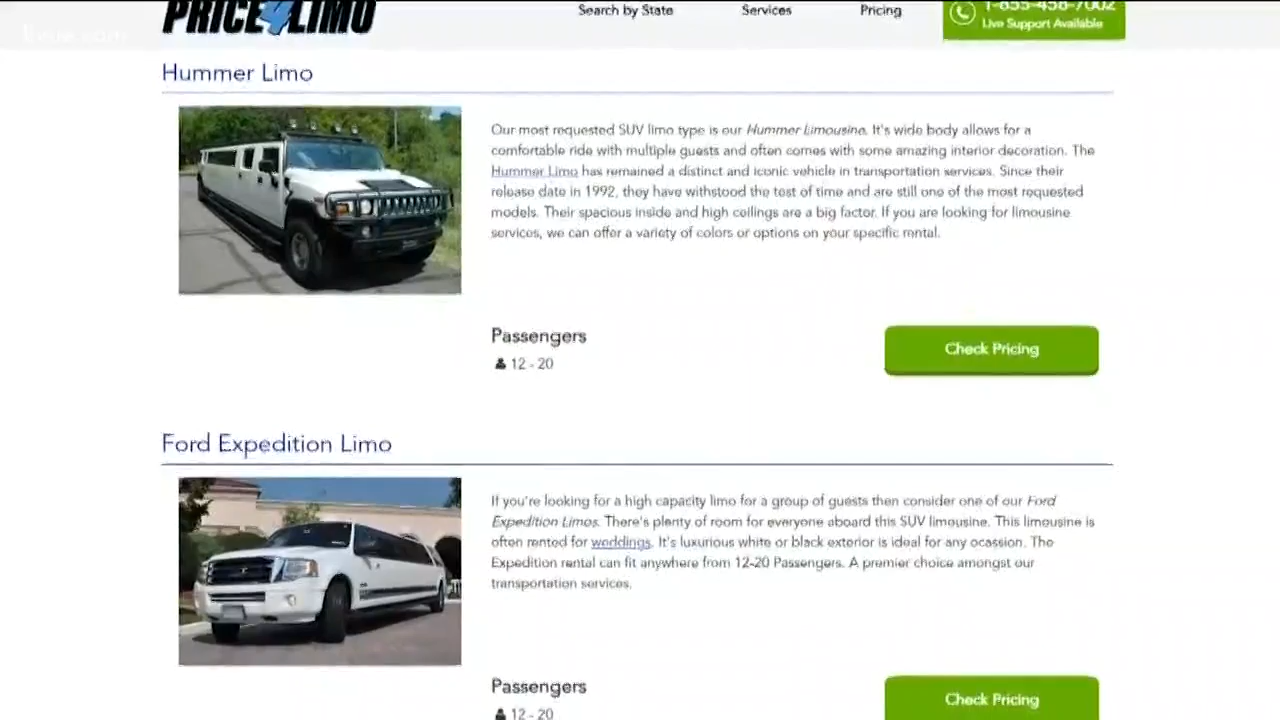 PRICE4LIMO
Search by State
Services
Pricing
1-855-458-7002
Live Support Available
Hummer Limo
Our most requested SUV limo type is our Hummer Limousine. It's wide body allows for a
comfortable ride with multiple guests and often comes with some amazing interior decoration. The
Hummer Limo has remained a distinct and iconic vehicle in transportation services. Since their
release date in 1992, they have withstood the test of time and are still one of the most requested
models. Their spacious inside and high ceilings are a big factor. If you are looking for limousine
services, we can offer a variety of colors or options on your specific rental.
Passengers
12 - 20
Check Pricing
Ford Expedition Limo
If you're looking for a high capacity limo for a group of guests then consider one of our Ford
Expedition Limos. There's plenty of room for everyone aboard this SUV limousine. This limousine is
often rented for weddings. It's luxurious white or black exterior is ideal for any ocassion. The
Expedition rental can fit anywhere from 12-20 Passengers. A premier choice amongst our
transportation services.
Passengers
12 - 20
Check Pricing